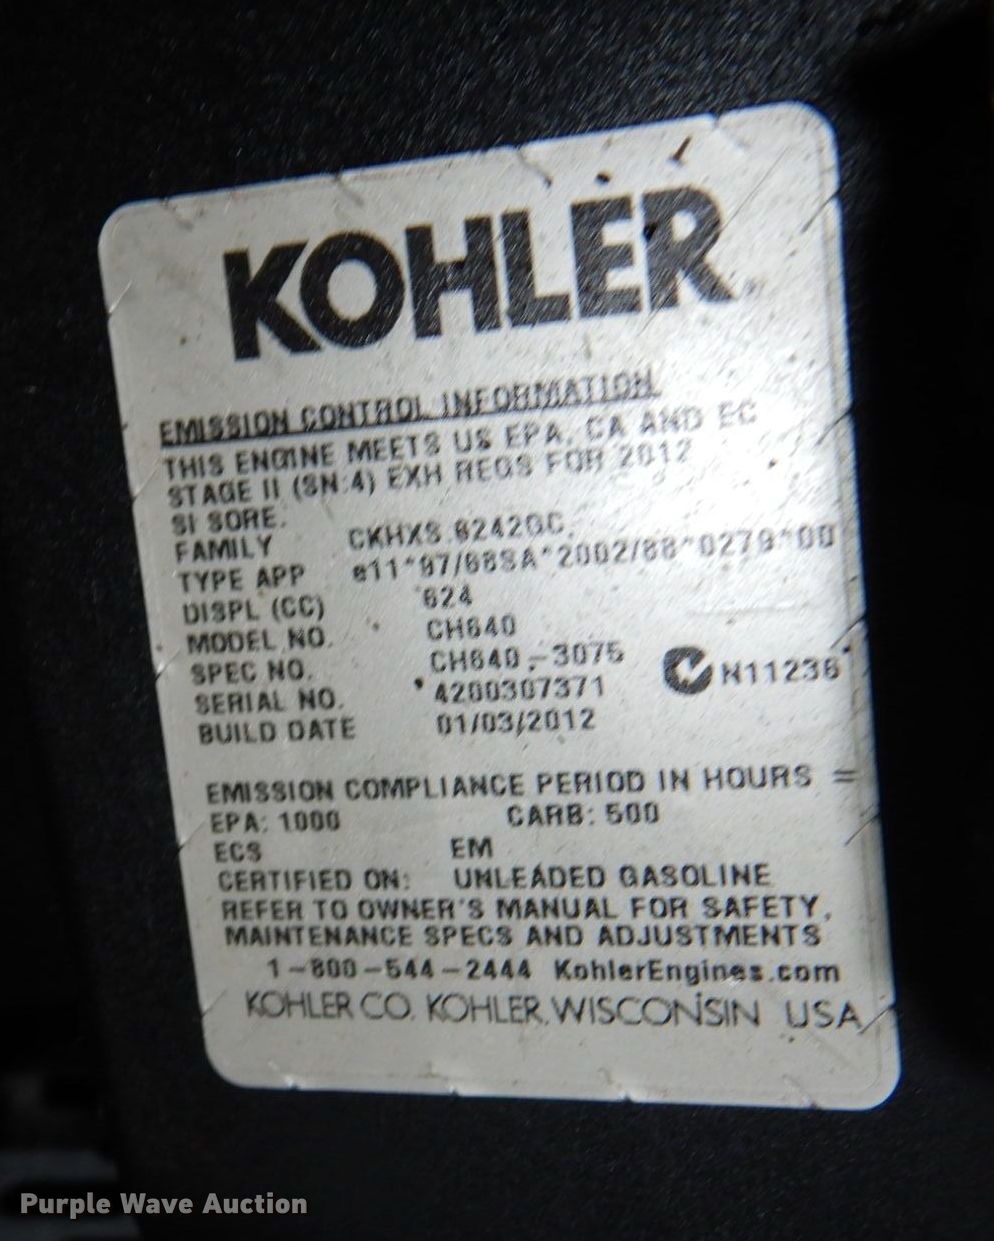 KOHLER
EMISSION CONTROL INFORMATION
THIS ENGINE MEETS US EPA, CA AND EC
STAGE II (SN:4) EXH REGS FOR 2012
SI SORE.
FAMILY CKHXS.6242GC
TYPE APP e11*97/68SA*2002/88*0279*00
DISPL (CC) 624
MODEL NO. CH640
SPEC NO. CH640-3075
SERIAL NO. 4200307371 N11236
BUILD DATE 01/03/2012
EMISSION COMPLIANCE PERIOD IN HOURS =
EPA: 1000 CARB: 500
ECS EM
CERTIFIED ON: UNLEADED GASOLINE
REFER TO OWNER'S MANUAL FOR SAFETY,
MAINTENANCE SPECS AND ADJUSTMENTS
1-800-544-2444 KohlerEngines.com
KOHLER CO. KOHLER, WISCONSIN USA
Purple Wave Auction